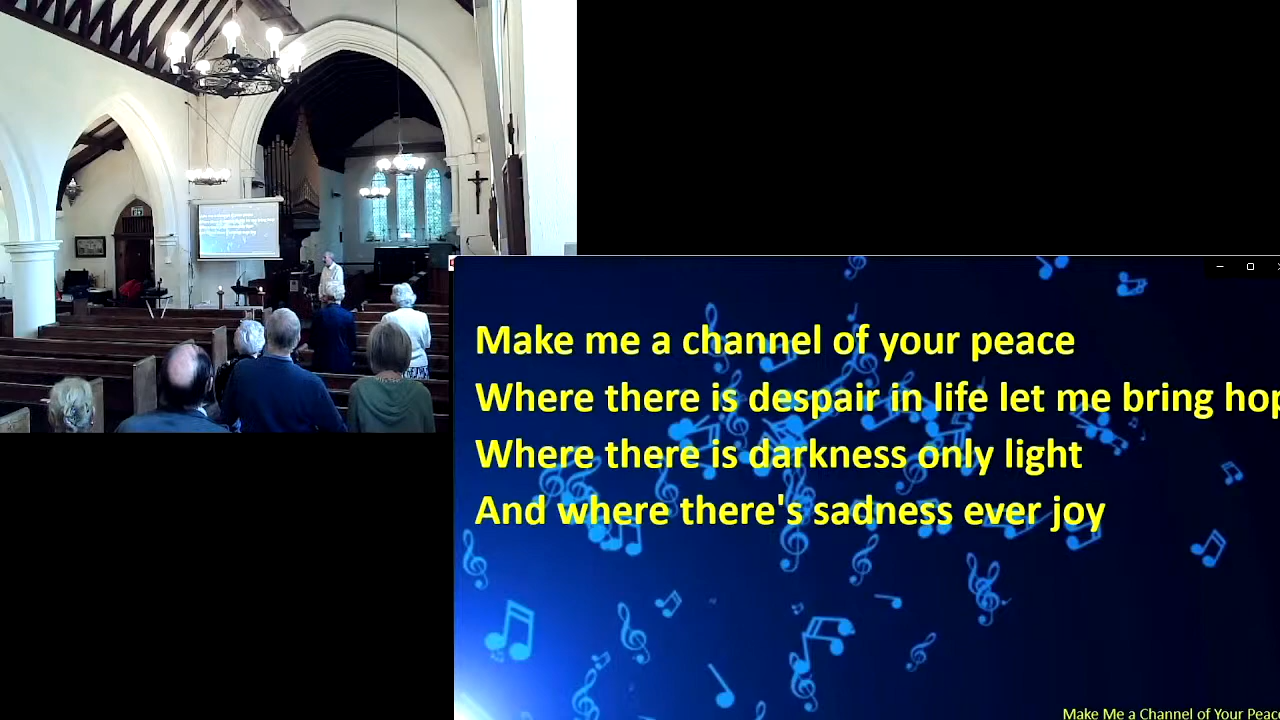 Make me a channel of your peace
Where there is despair in life let me bring hop
Where there is darkness only light
And where there's sadness ever joy
Make Me a Channel of Your Peac